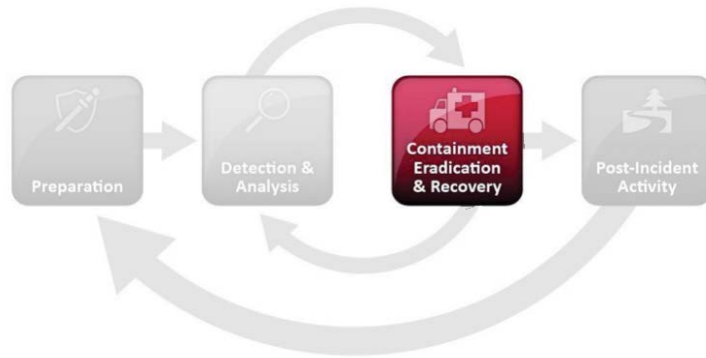 Preparation
Detection &
Analysis
Containment
Eradication
& Recovery
Post-Incident
Activity